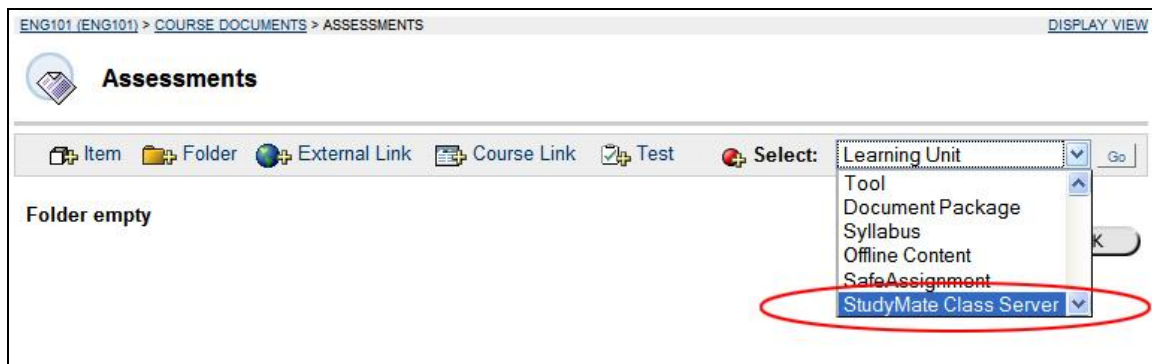 ENG101 (ENG101) > COURSE DOCUMENTS > ASSESSMENTS DISPLAY VIEW
Assessments
Item Folder External Link Course Link Test Select: Learning Unit Go
Tool
Document Package
Folder empty
Syllabus
Offline Content
SafeAssignment
StudyMate Class Server